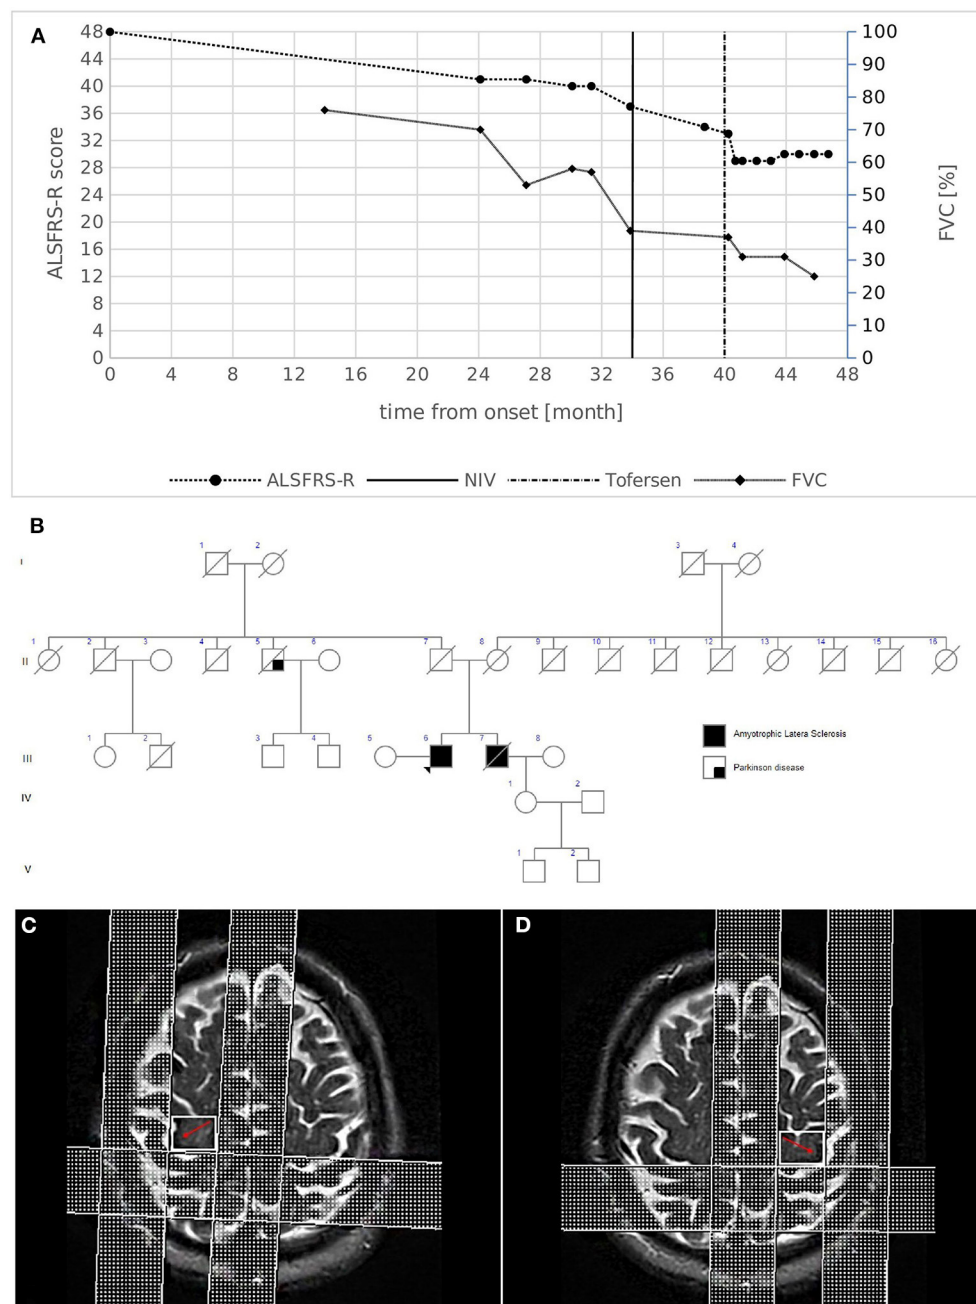 A
48
44
40
36
32
28
24
20
16
12
8
4
0
ALSFRS-R score
100
90
80
70
60
50
40
30
20
10
0
FVC [%]
0 4 8 12 16 20 24 28 32 36 40 44 48
time from onset [month]
ALSFRS-R NIV Tofersen FVC
B
I
1 2 3 4
II
1 2 3 4 5 6 7 8 9 10 11 12 13 14 15 16
III
1 2 3 4 5 6 7 8
Amyotrophic Latera Sclerosis
Parkinson disease
IV
1 2
V
1 2
C
D